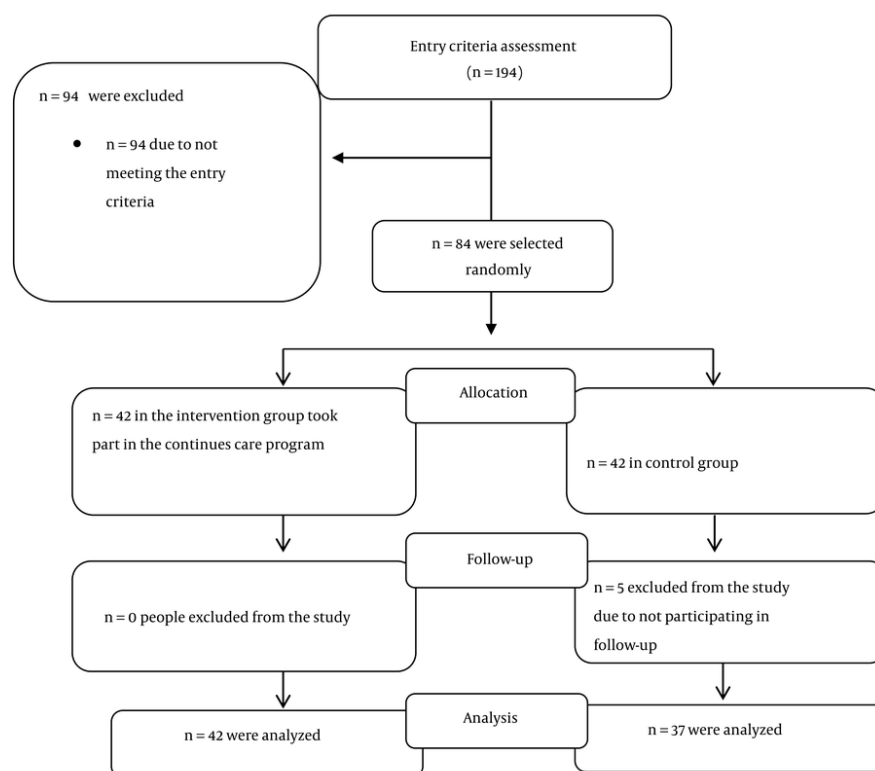 Entry criteria assessment
(n = 194)
n = 94 were excluded
• n = 94 due to not
meeting the entry
criteria
n = 84 were selected
randomly
Allocation
n = 42 in the intervention group took
part in the continues care program
n = 42 in control group
Follow-up
n = 0 people excluded from the study
n = 5 excluded from the study
due to not participating in
follow-up
Analysis
n = 42 were analyzed
n = 37 were analyzed